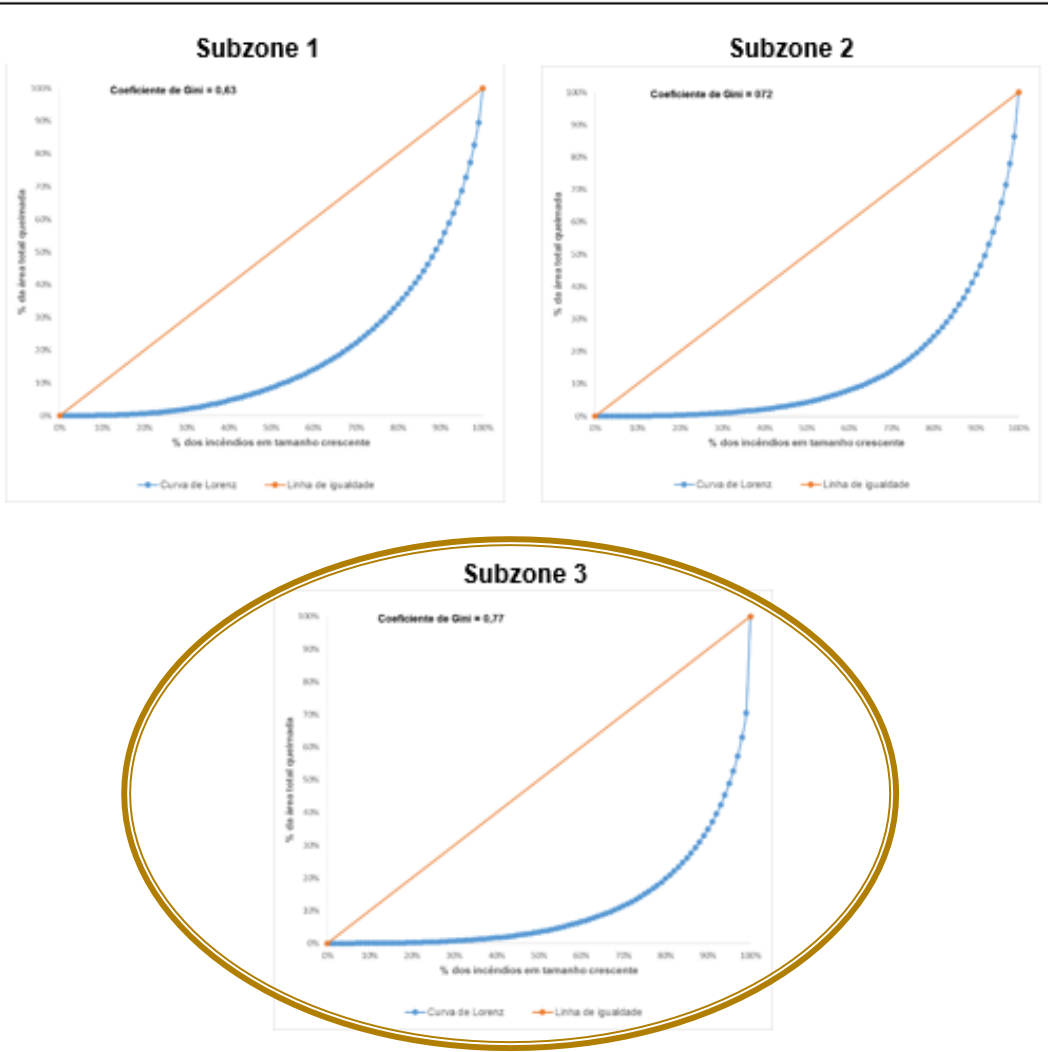 Subzone 1
Coeficiente de Gini = 0,63
100%
90%
80%
70%
60%
50%
40%
30%
20%
10%
0%
% da área total queimada
0% 10% 20% 30% 40% 50% 60% 70% 80% 90% 100%
% dos incêndios em tamanho crescente
Curva de Lorenz Linha de igualdade
Subzone 2
Coeficiente de Gini = 072
100%
90%
80%
70%
60%
50%
40%
30%
20%
10%
0%
% da área total queimada
0% 10% 20% 30% 40% 50% 60% 70% 80% 90% 100%
% dos incêndios em tamanho crescente
Curva de Lorenz Linha de igualdade
Subzone 3
Coeficiente de Gini = 0,77
100%
90%
80%
70%
60%
50%
40%
30%
20%
10%
0%
% da área total queimada
0% 10% 20% 30% 40% 50% 60% 70% 80% 90% 100%
% dos incêndios em tamanho crescente
Curva de Lorenz Linha de igualdade